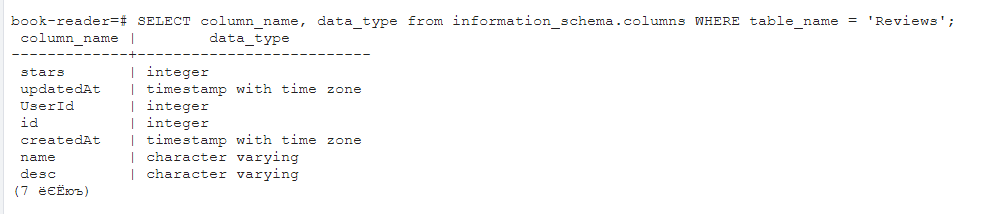 book-reader=# SELECT column_name, data_type from information_schema.columns WHERE table_name = 'Reviews';
column_name | data_type
-------------+--------------------------
stars | integer
updatedAt | timestamp with time zone
UserId | integer
id | integer
createdAt | timestamp with time zone
name | character varying
desc | character varying
(7 ёЄЁюъ)